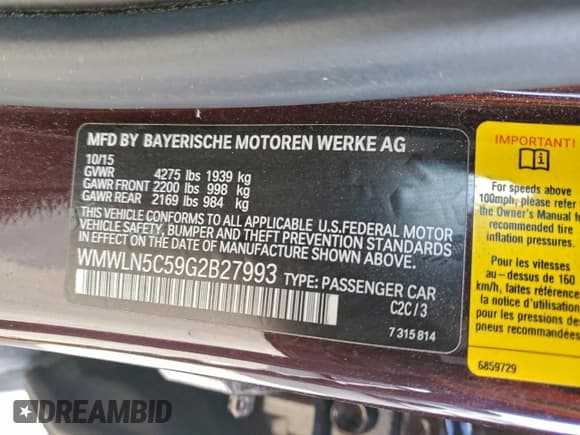 MFD BY BAYERISCHE MOTOREN WERKE AG
10/15
GVWR 4275 lbs 1939 kg
GAWR FRONT 2200 lbs 998 kg
GAWR REAR 2169 lbs 984 kg
THIS VEHICLE CONFORMS TO ALL APPLICABLE U.S.FEDERAL MOTOR
VEHICLE SAFETY, BUMPER AND THEFT PREVENTION STANDARDS
IN EFFECT ON THE DATE OF MANUFACTURE SHOWN ABOVE.
WMWLN5C59G2B27993 TYPE: PASSENGER CAR
C2C / 3
7 315 814
IMPORTANT!
For speeds above
100mph, please refer
the Owner's Manual fo
recommended tire
inflation pressures.
Pour vitesses
au-dessus de 160
km/h, faites référence
la notice d'utilisation
pour les pressions de
pneus recommandées
6859729
DREAMBID